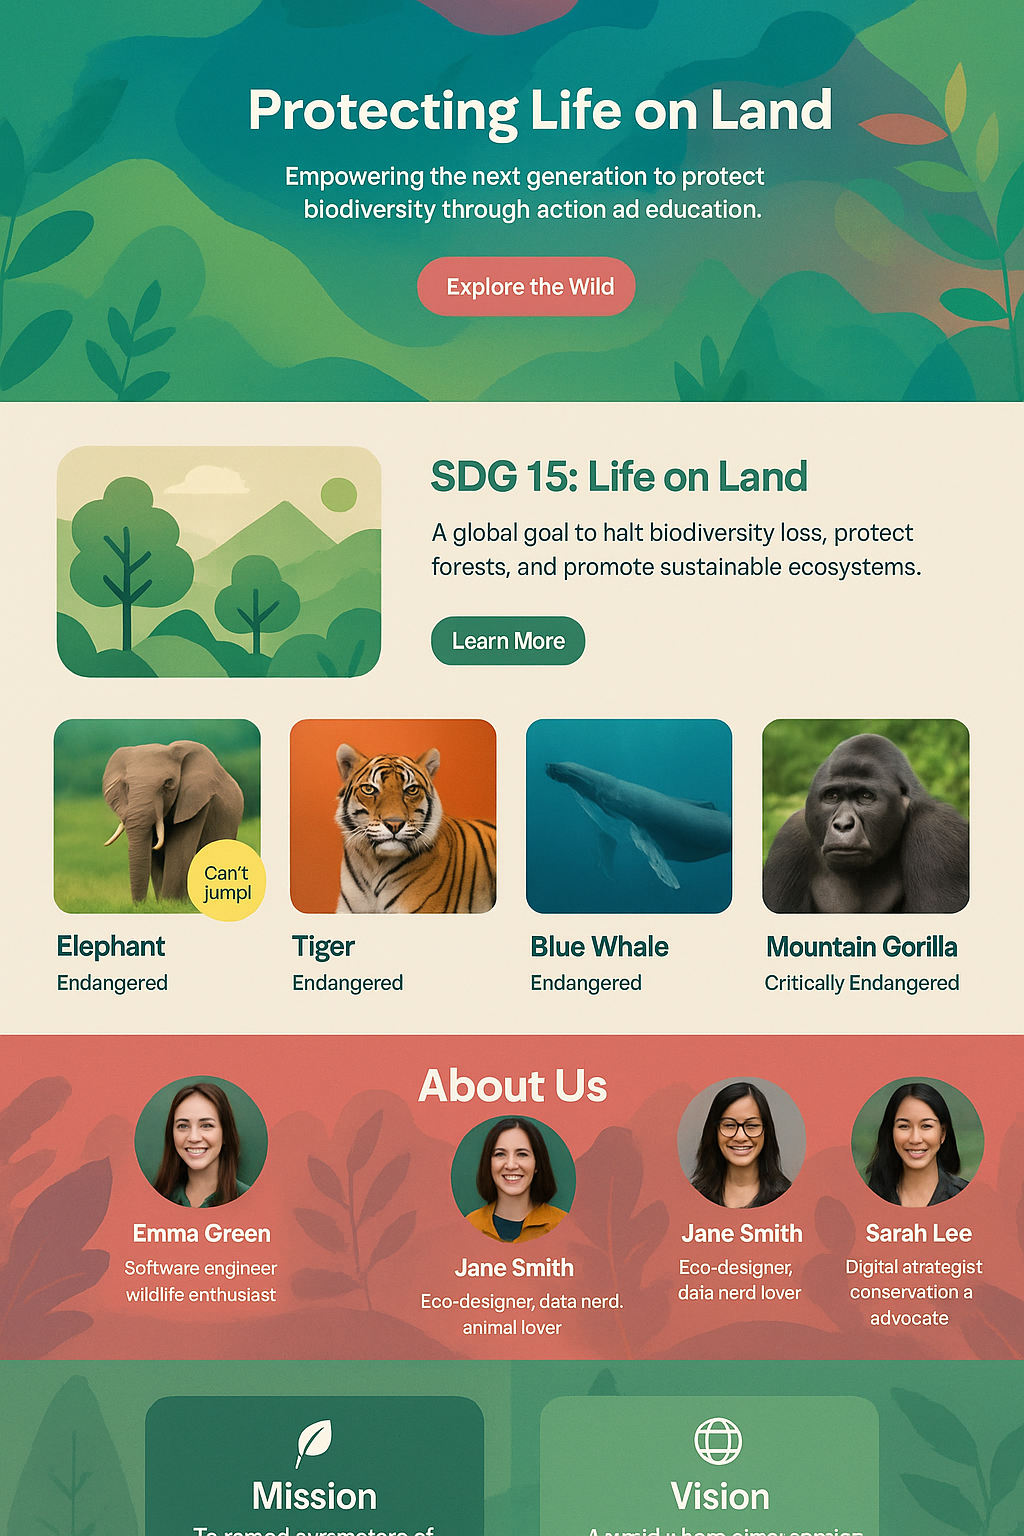 Protecting Life on Land
Empowering the next generation to protect
biodiversity through action ad education.
Explore the Wild
SDG 15: Life on Land
A global goal to halt biodiversity loss, protect
forests, and promote sustainable ecosystems.
Learn More
Can't
jumpl
Elephant
Endangered
Tiger
Endangered
Blue Whale
Endangered
Mountain Gorilla
Critically Endangered
About Us
Emma Green
Software engineer
wildlife enthusiast
Jane Smith
Eco-designer, data nerd.
animal lover
Jane Smith
Eco-designer,
daia nerd lover
Sarah Lee
Digital atrategist
conservation a
advocate
Mission
Vision